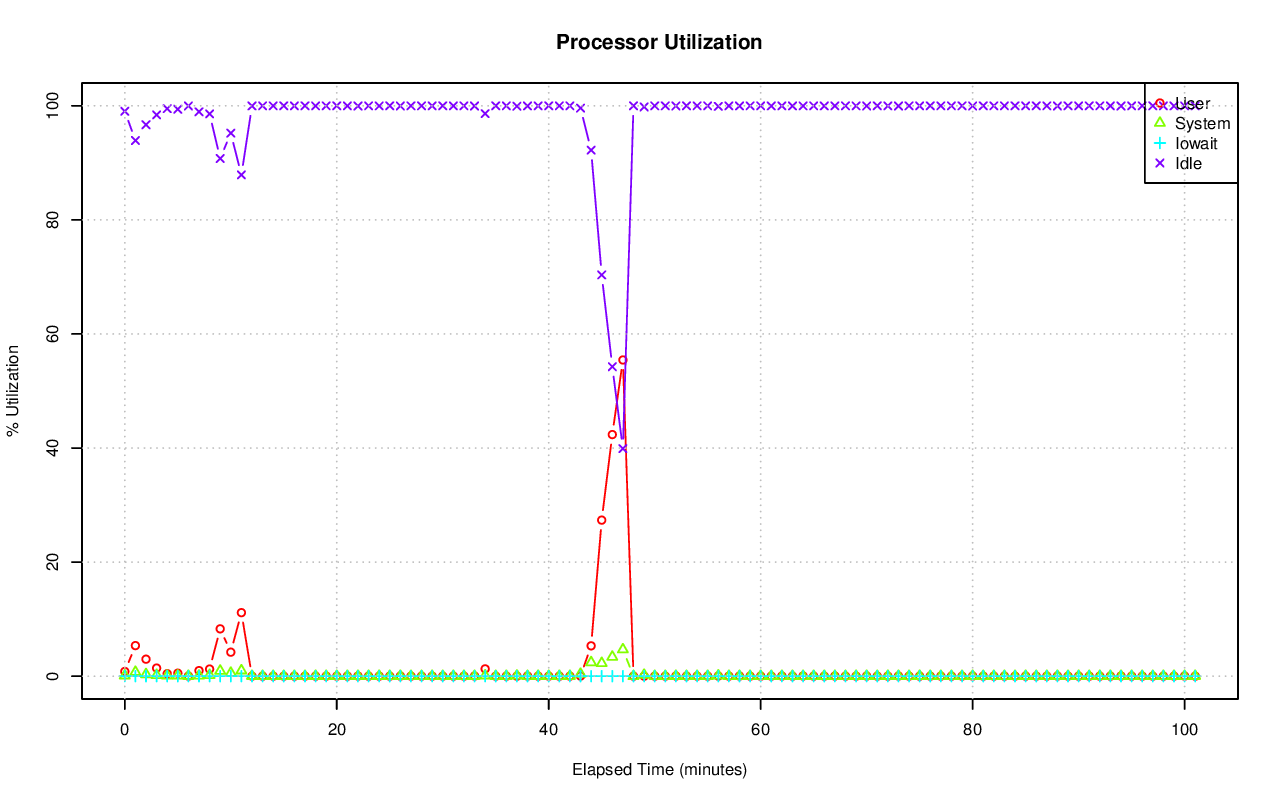 Processor Utilization
% Utilization
100
80
60
40
20
0
User
System
Iowait
Idle
0 20 40 60 80 100
Elapsed Time (minutes)